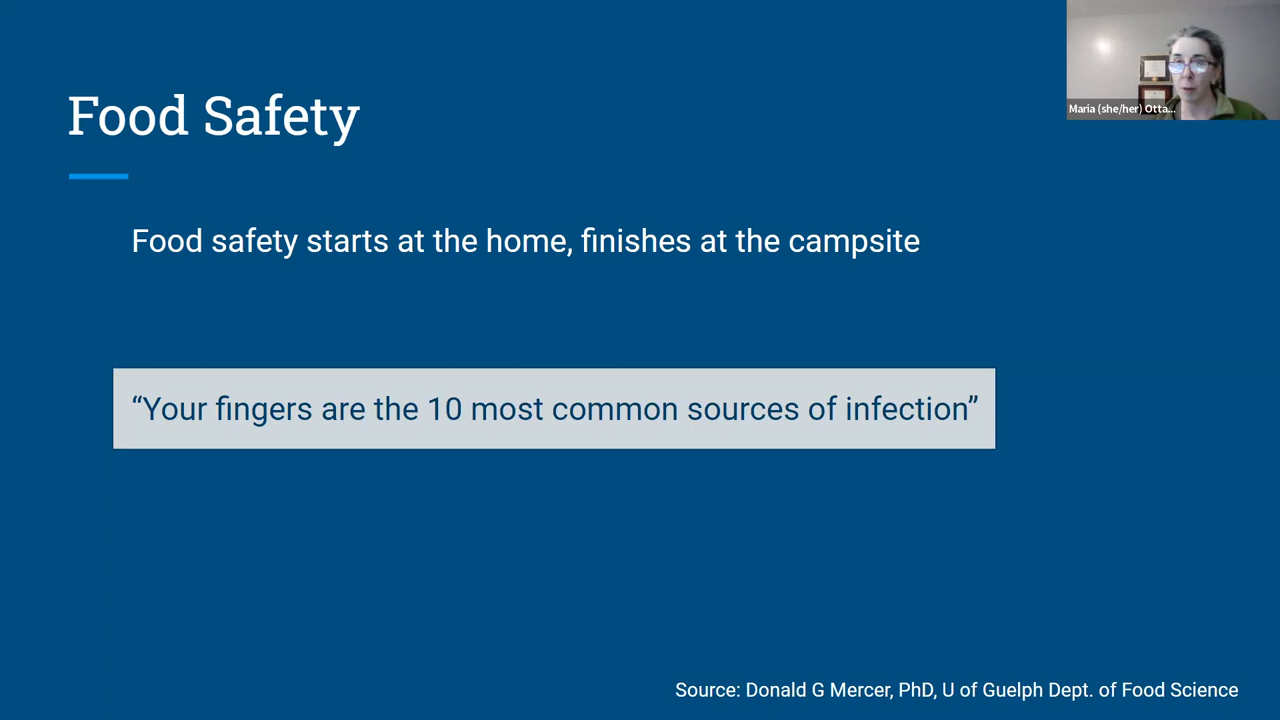 Food Safety
Maria (she/her) Otta...
Food safety starts at the home, finishes at the campsite
“Your fingers are the 10 most common sources of infection”
Source: Donald G Mercer, PhD, U of Guelph Dept. of Food Science